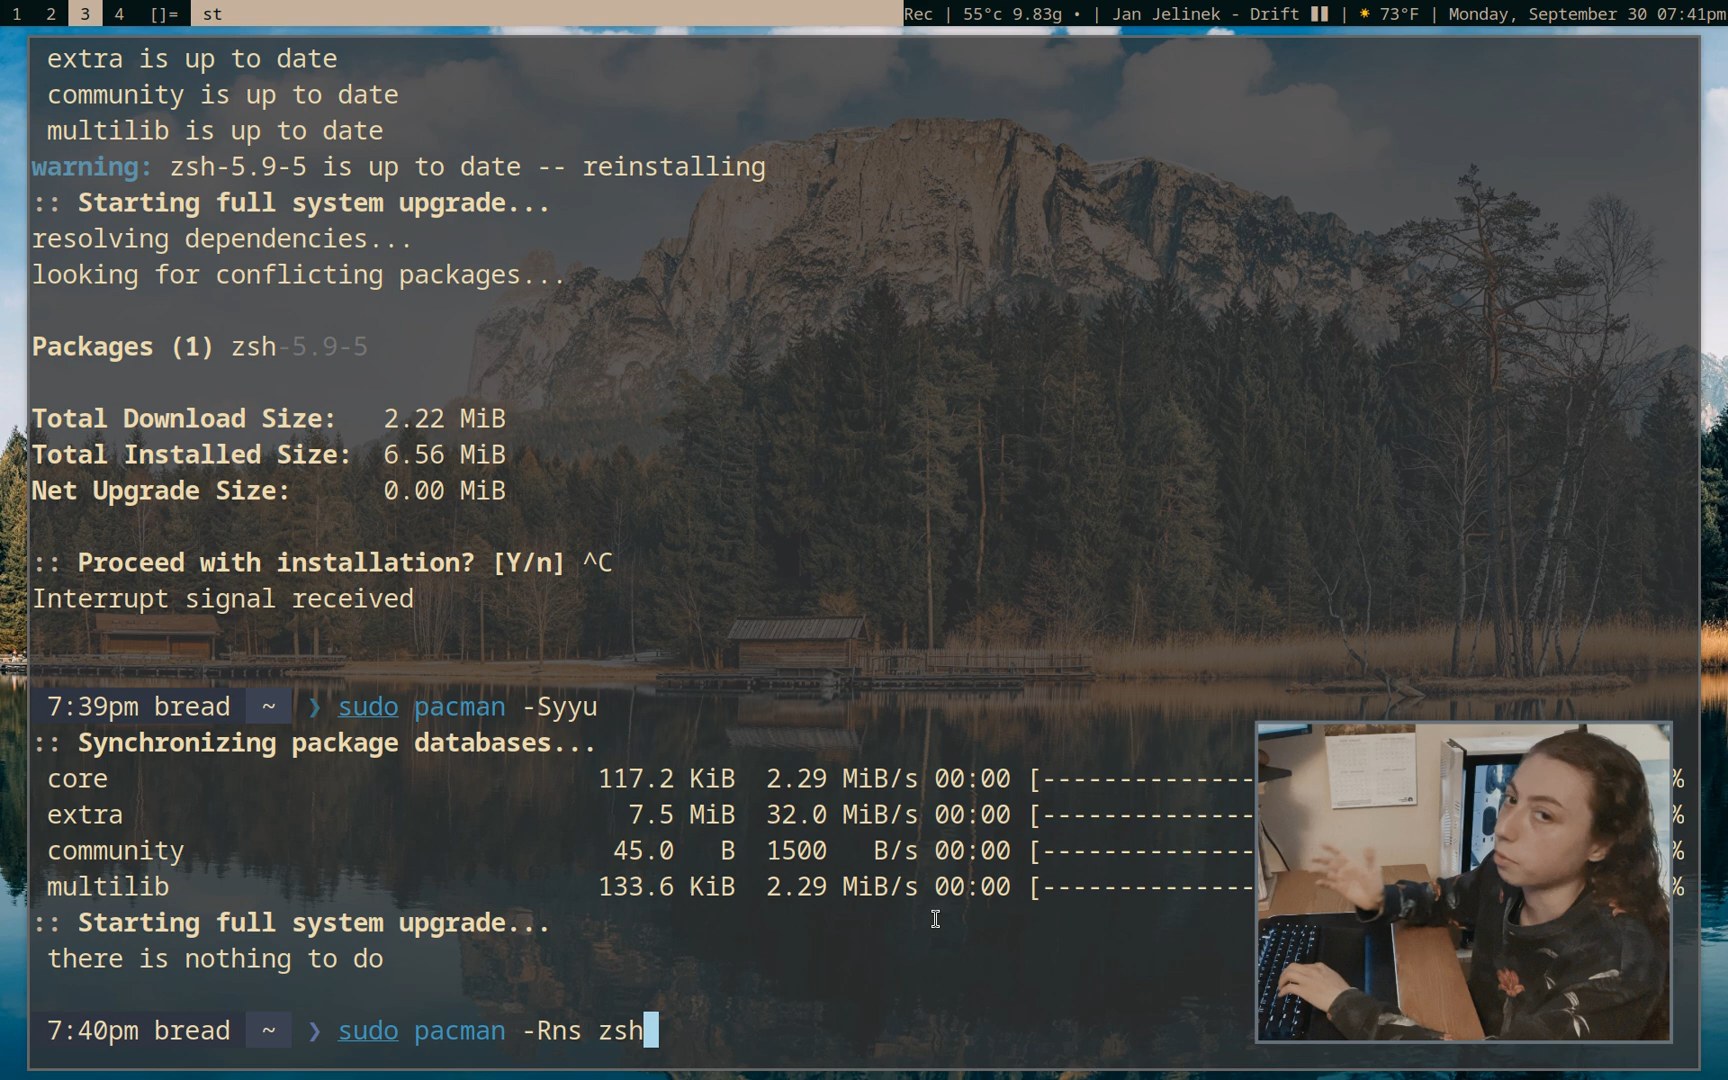 1 2 3 4 []= st Rec | 55°c 9.83g • | Jan Jelinek - Drift ▮▮ | ☀ 73°F | Monday, September 30 07:41pm
extra is up to date
community is up to date
multilib is up to date
warning: zsh-5.9-5 is up to date -- reinstalling
:: Starting full system upgrade...
resolving dependencies...
looking for conflicting packages...
Packages (1) zsh-5.9-5
Total Download Size: 2.22 MiB
Total Installed Size: 6.56 MiB
Net Upgrade Size: 0.00 MiB
:: Proceed with installation? [Y/n] ^C
Interrupt signal received
7:39pm bread ~ ❯ sudo pacman -Syyu
:: Synchronizing package databases...
core 117.2 KiB 2.29 MiB/s 00:00 [-------------- %
extra 7.5 MiB 32.0 MiB/s 00:00 [-------------- %
community 45.0 B 1500 B/s 00:00 [-------------- %
multilib 133.6 KiB 2.29 MiB/s 00:00 [-------------- %
:: Starting full system upgrade...
there is nothing to do
7:40pm bread ~ ❯ sudo pacman -Rns zsh